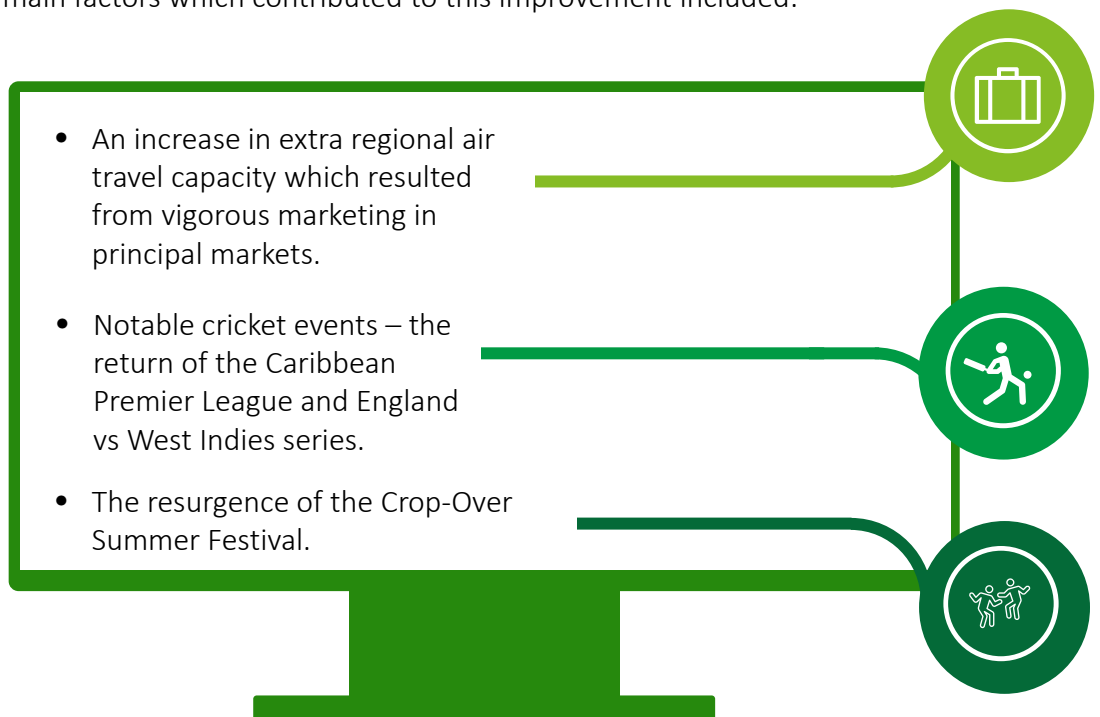 main factors which contributed to this improvement included:
• An increase in extra regional air
travel capacity which resulted
from vigorous marketing in
principal markets.
• Notable cricket events – the
return of the Caribbean
Premier League and England
vs West Indies series.
• The resurgence of the Crop-Over
Summer Festival.